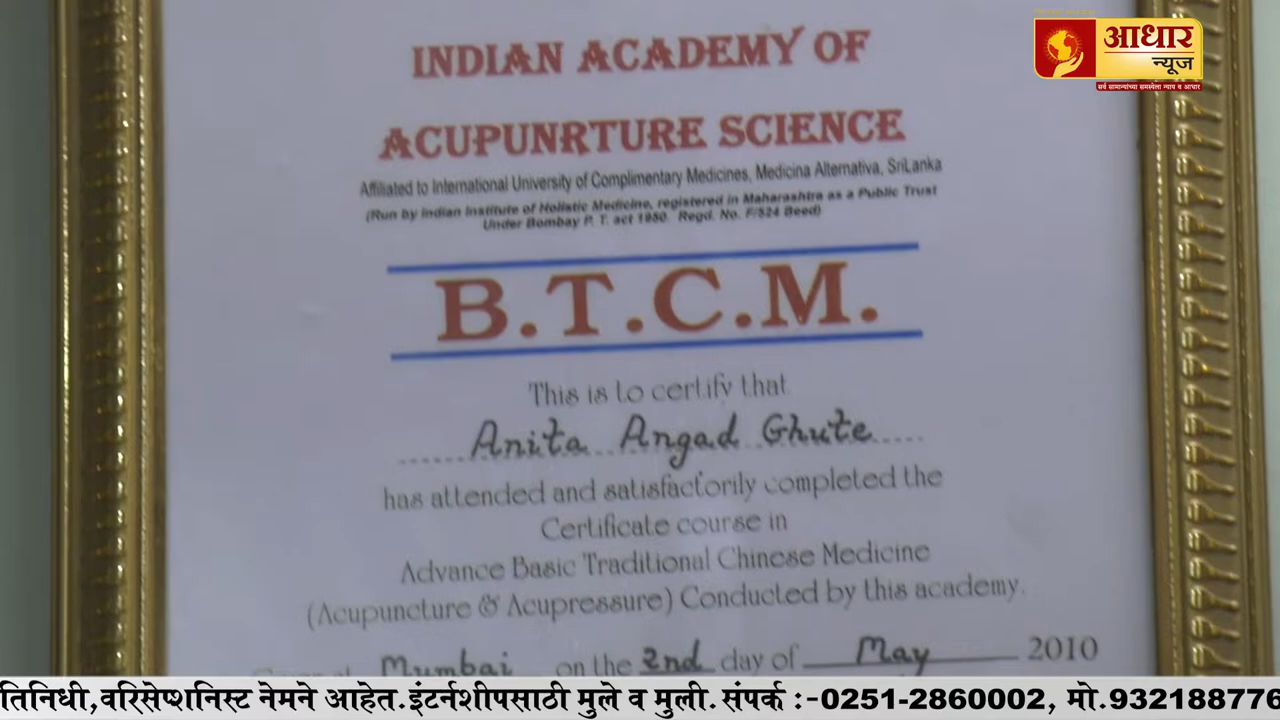 INDIAN ACADEMY OF
ACUPUNRTURE SCIENCE
Affiliated to International University of Complimentary Medicines, Medicina Alternativa, SriLanka
(Run by Indian Institute of Holistic Medicine, registered in Maharashtra as a Public Trust
Under Bombay P. T. act 1950 Regd. No. F/524 Beed)
B.T.C.M.
This is to certify that
Anita Angad Ghute
has attended and satisfactorily completed the
Certificate course in
Advance Basic Traditional Chinese Medicine
(Acupuncture & Acupressure) Conducted by this academy.
Mumbai on the 2nd day of May 2010
आधार
न्यूज
सर्व सामान्यांच्या समस्येला न्याय व आधार
तिनिधी,वरिसेप्शनिस्ट नेमने आहेत.इंटर्नशीपसाठी मुले व मुली.संपर्क :-0251-2860002, मो.932188776